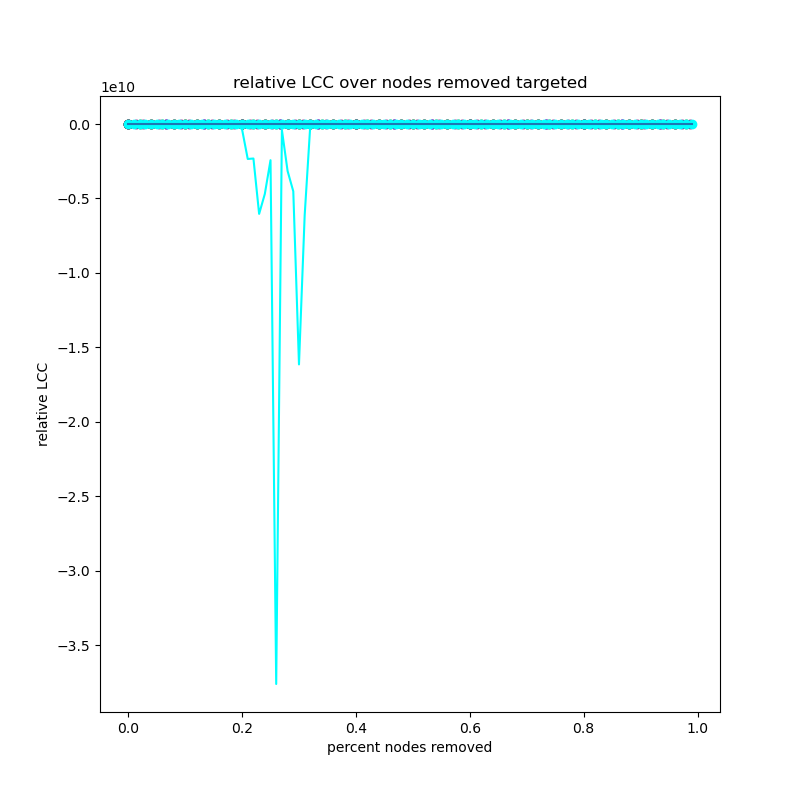 relative LCC over nodes removed targeted
1e10
0.0
−0.5
−1.0
−1.5
−2.0
−2.5
−3.0
−3.5
relative LCC
0.0 0.2 0.4 0.6 0.8 1.0
percent nodes removed